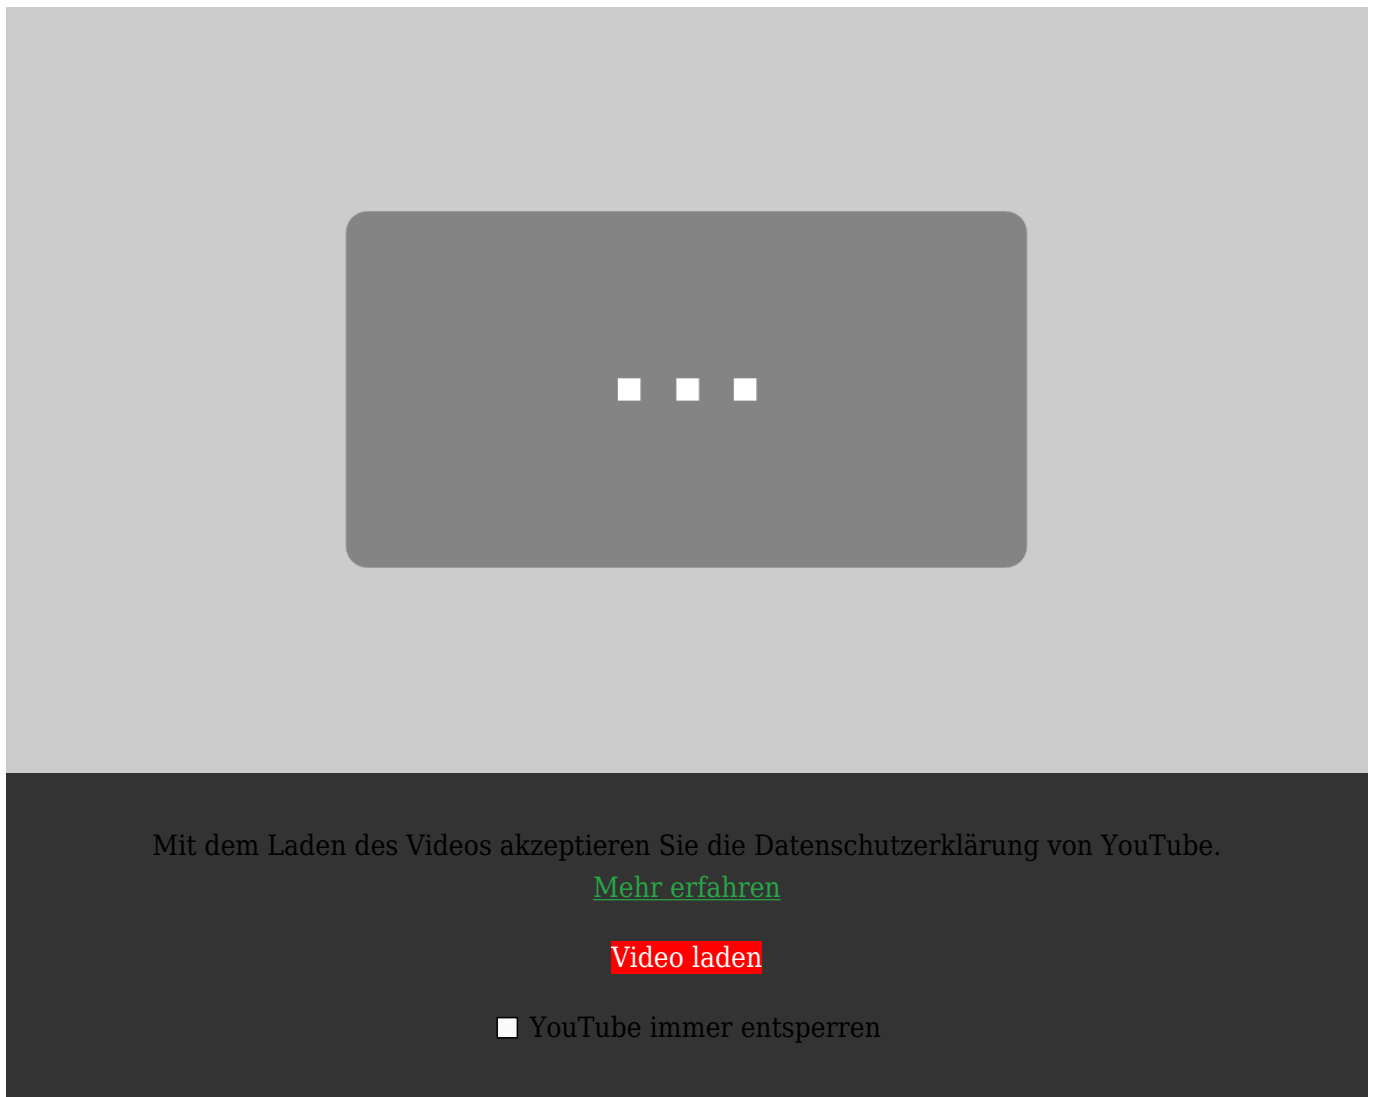 Mit dem Laden des Videos akzeptieren Sie die Datenschutzerklärung von YouTube.
Mehr erfahren
Video laden
YouTube immer entsperren